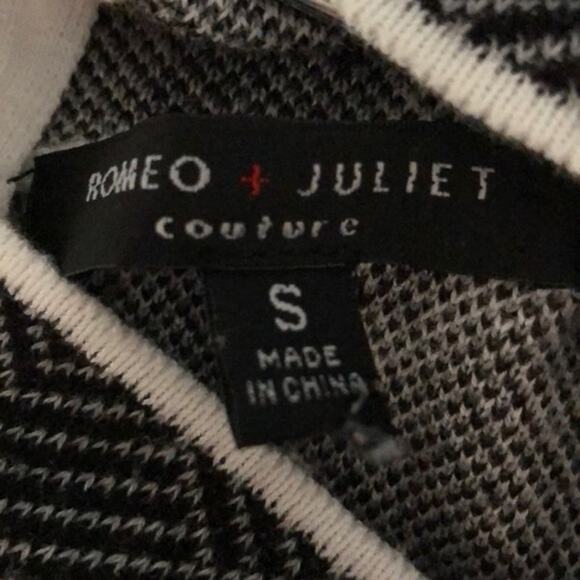 ROMEO + JULIET
couture
S
MADE
IN CHINA